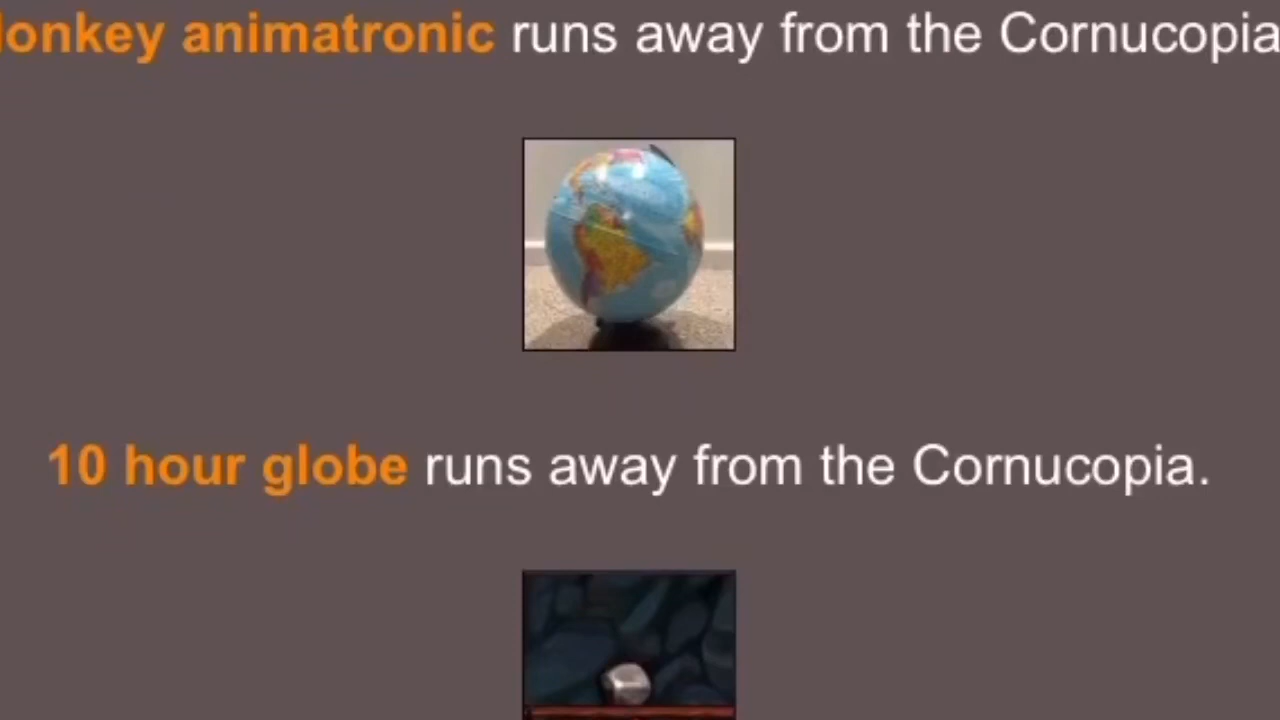 onkey animatronic runs away from the Cornucopia
10 hour globe runs away from the Cornucopia.